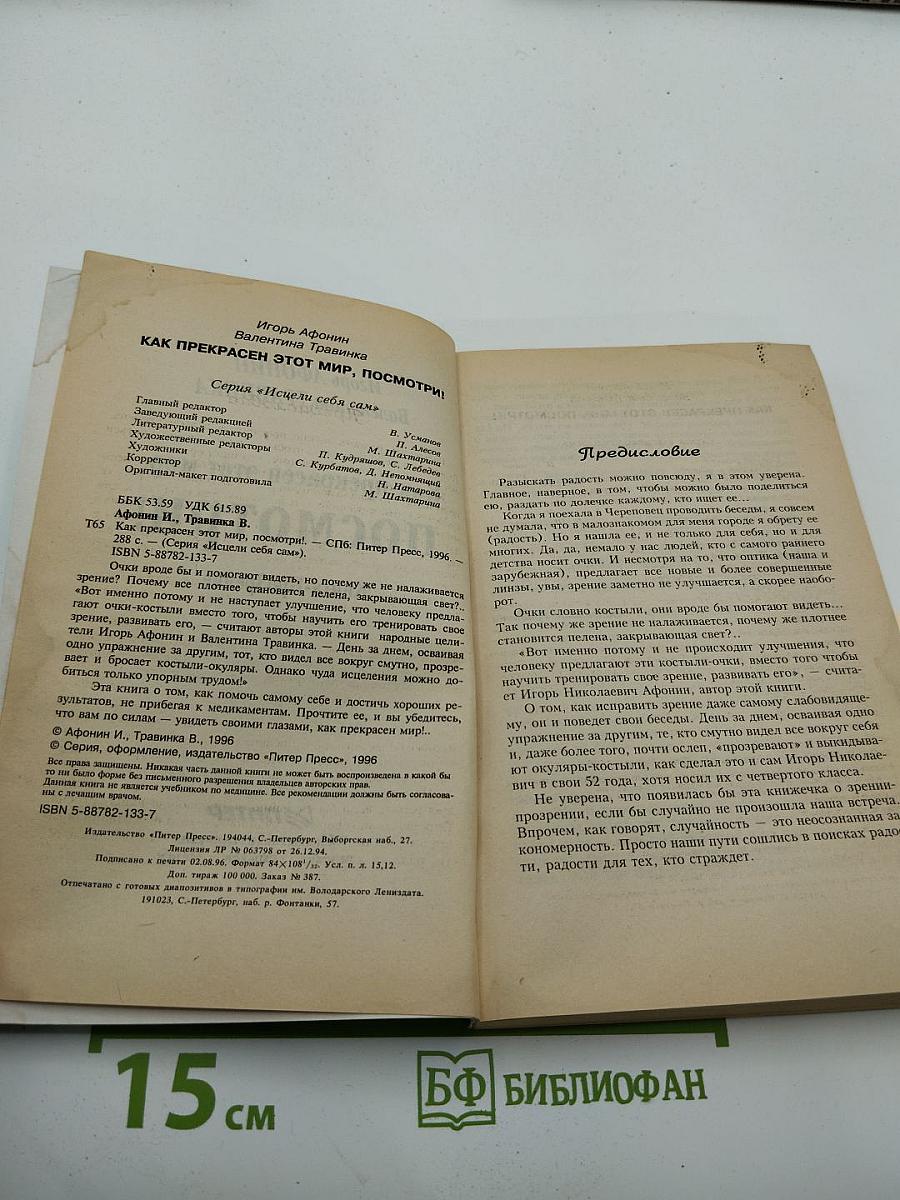 Игорь Афонин
Валентина Травинка
КАК ПРЕКРАСЕН ЭТОТ МИР, ПОСМОТРИ!
Серия «Исцели себя сам»
Главный редактор В. Усманов
Заведующий редакцией П. Алесов
Литературный редактор М. Шахтарина
Художественные редакторы П. Кудряшов, С. Лебедев
Художники С. Курбатов, Д. Непомнящий
Корректор Н. Натарова
Оригинал-макет подготовила М. Шахтарина
ББК 53.59 УДК 615.89
Афонин И., Травинка В.
Т65 Как прекрасен этот мир, посмотри!. — СПб: Питер Пресс, 1996. —
288 с. — (Серия «Исцели себя сам»).
ISBN 5-88782-133-7
Очки вроде бы и помогают видеть, но почему же не налаживается
зрение? Почему все плотнее становится пелена, закрывающая свет?..
«Вот именно потому и не наступает улучшение, что человеку предла-
гают очки-костыли вместо того, чтобы научить его тренировать свое
зрение, развивать его, — считают авторы этой книги народные цели-
тели Игорь Афонин и Валентина Травинка. — День за днем, осваивая
одно упражнение за другим, тот, кто видел все вокруг смутно, прозре-
вает и бросает костыли-окуляры. Однако чуда исцеления можно до-
биться только упорным трудом!»
Эта книга о том, как помочь самому себе и достичь хороших ре-
зультатов, не прибегая к медикаментам. Прочтите ее, и вы убедитесь,
что вам по силам — увидеть своими глазами, как прекрасен мир!..
© Афонин И., Травинка В., 1996
© Серия, оформление, издательство «Питер Пресс», 1996
Все права защищены. Никакая часть данной книги не может быть воспроизведена в какой бы
то ни было форме без письменного разрешения владельцев авторских прав.
Данная книга не является учебником по медицине. Все рекомендации должны быть согласова-
ны с лечащим врачом.
ISBN 5-88782-133-7
Издательство «Питер Пресс». 194044, С.-Петербург, Выборгская наб., 27.
Лицензия ЛР № 063798 от 26.12.94.
Подписано к печати 02.08.96. Формат 84×108¹/₃₂. Усл. п. л. 15,12.
Доп. тираж 100 000. Заказ № 387.
Отпечатано с готовых диапозитивов в типографии им. Володарского Лениздата.
191023, С.-Петербург, наб. р. Фонтанки, 57.
Предисловие
Разыскать радость можно повсюду, я в этом уверена.
Главное, наверное, в том, чтобы можно было поделиться
ею, раздать по долечке каждому, кто ищет ее...
Когда я поехала в Череповец проводить беседы, я совсем
не думала, что в малознакомом для меня городе я обрету ее
(радость). Но я нашла ее, и не только для себя, но и для
многих. Да, да, немало у нас людей, кто с самого раннего
детства носит очки. И несмотря на то, что оптика (наша и
зарубежная), предлагает все новые и более совершенные
линзы, увы, зрение заметно не улучшается, а скорее наобо-
рот.
Очки словно костыли, они вроде бы помогают видеть...
Так почему же зрение не налаживается, почему же плотнее
становится пелена, закрывающая свет?..
«Вот именно потому и не происходит улучшения, что
человеку предлагают эти костыли-очки, вместо того чтобы
научить тренировать свое зрение, развивать его», — счита-
ет Игорь Николаевич Афонин, автор этой книги.
О том, как исправить зрение даже самому слабовидяще-
му, он и поведет свои беседы. День за днем, осваивая одно
упражнение за другим, те, кто смутно видел все вокруг себя
и, даже более того, почти ослеп, «прозревают» и выкидыва-
ют окуляры-костыли, как сделал это и сам Игорь Николае-
вич в свои 52 года, хотя носил их с четвертого класса.
Не уверена, что появилась бы эта книжечка о зрении-
прозрении, если бы случайно не произошла наша встреча.
Впрочем, как говорят, случайность — это неосознанная за-
кономерность. Просто наши пути сошлись в поисках радос-
ти, радости для тех, кто страждет.
15 см
БФ БИБЛИОФАН